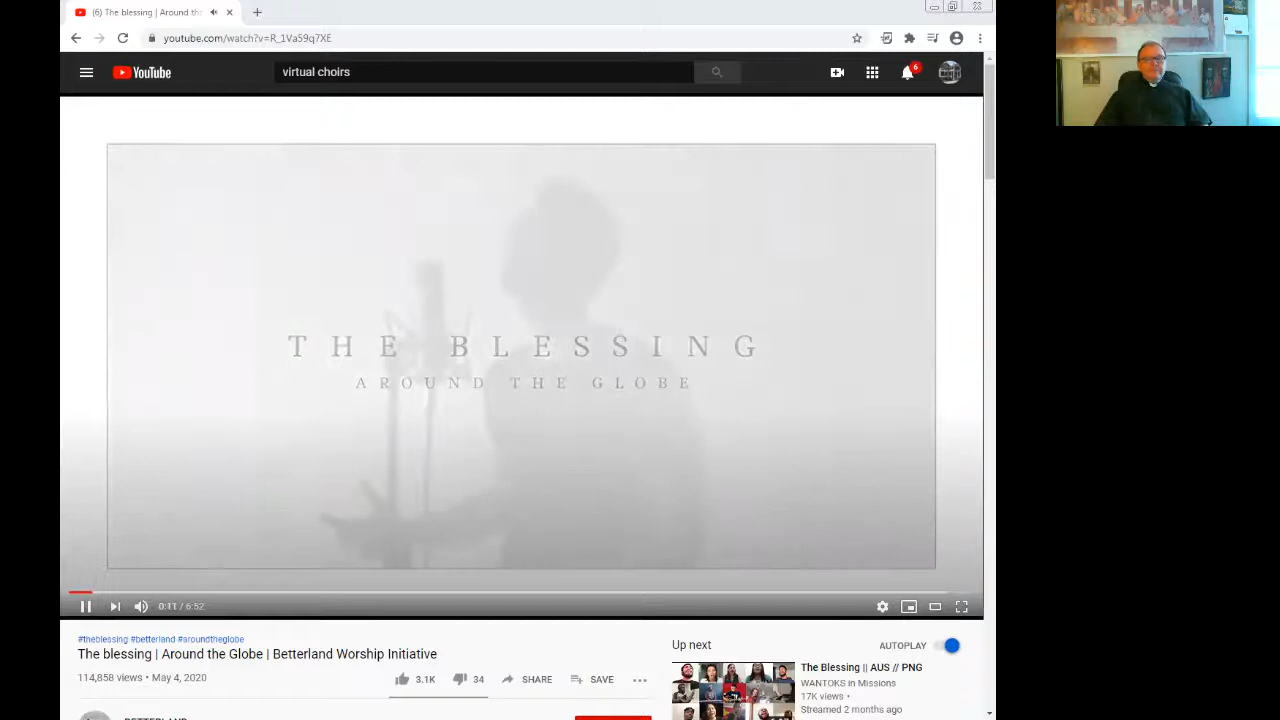 (6) The blessing | Around th
youtube.com/watch?v=R_1Va59q7XE
YouTube
virtual choirs
6
THE BLESSING
AROUND THE GLOBE
0:11 / 6:52
#theblessing #betterland #aroundtheglobe
The blessing | Around the Globe | Betterland Worship Initiative
114,858 views • May 4, 2020
3.1K
34
SHARE
SAVE
BETTERLAND
Up next
AUTOPLAY
The Blessing || AUS // PNG
WANTOKS in Missions
17K views •
Streamed 2 months ago